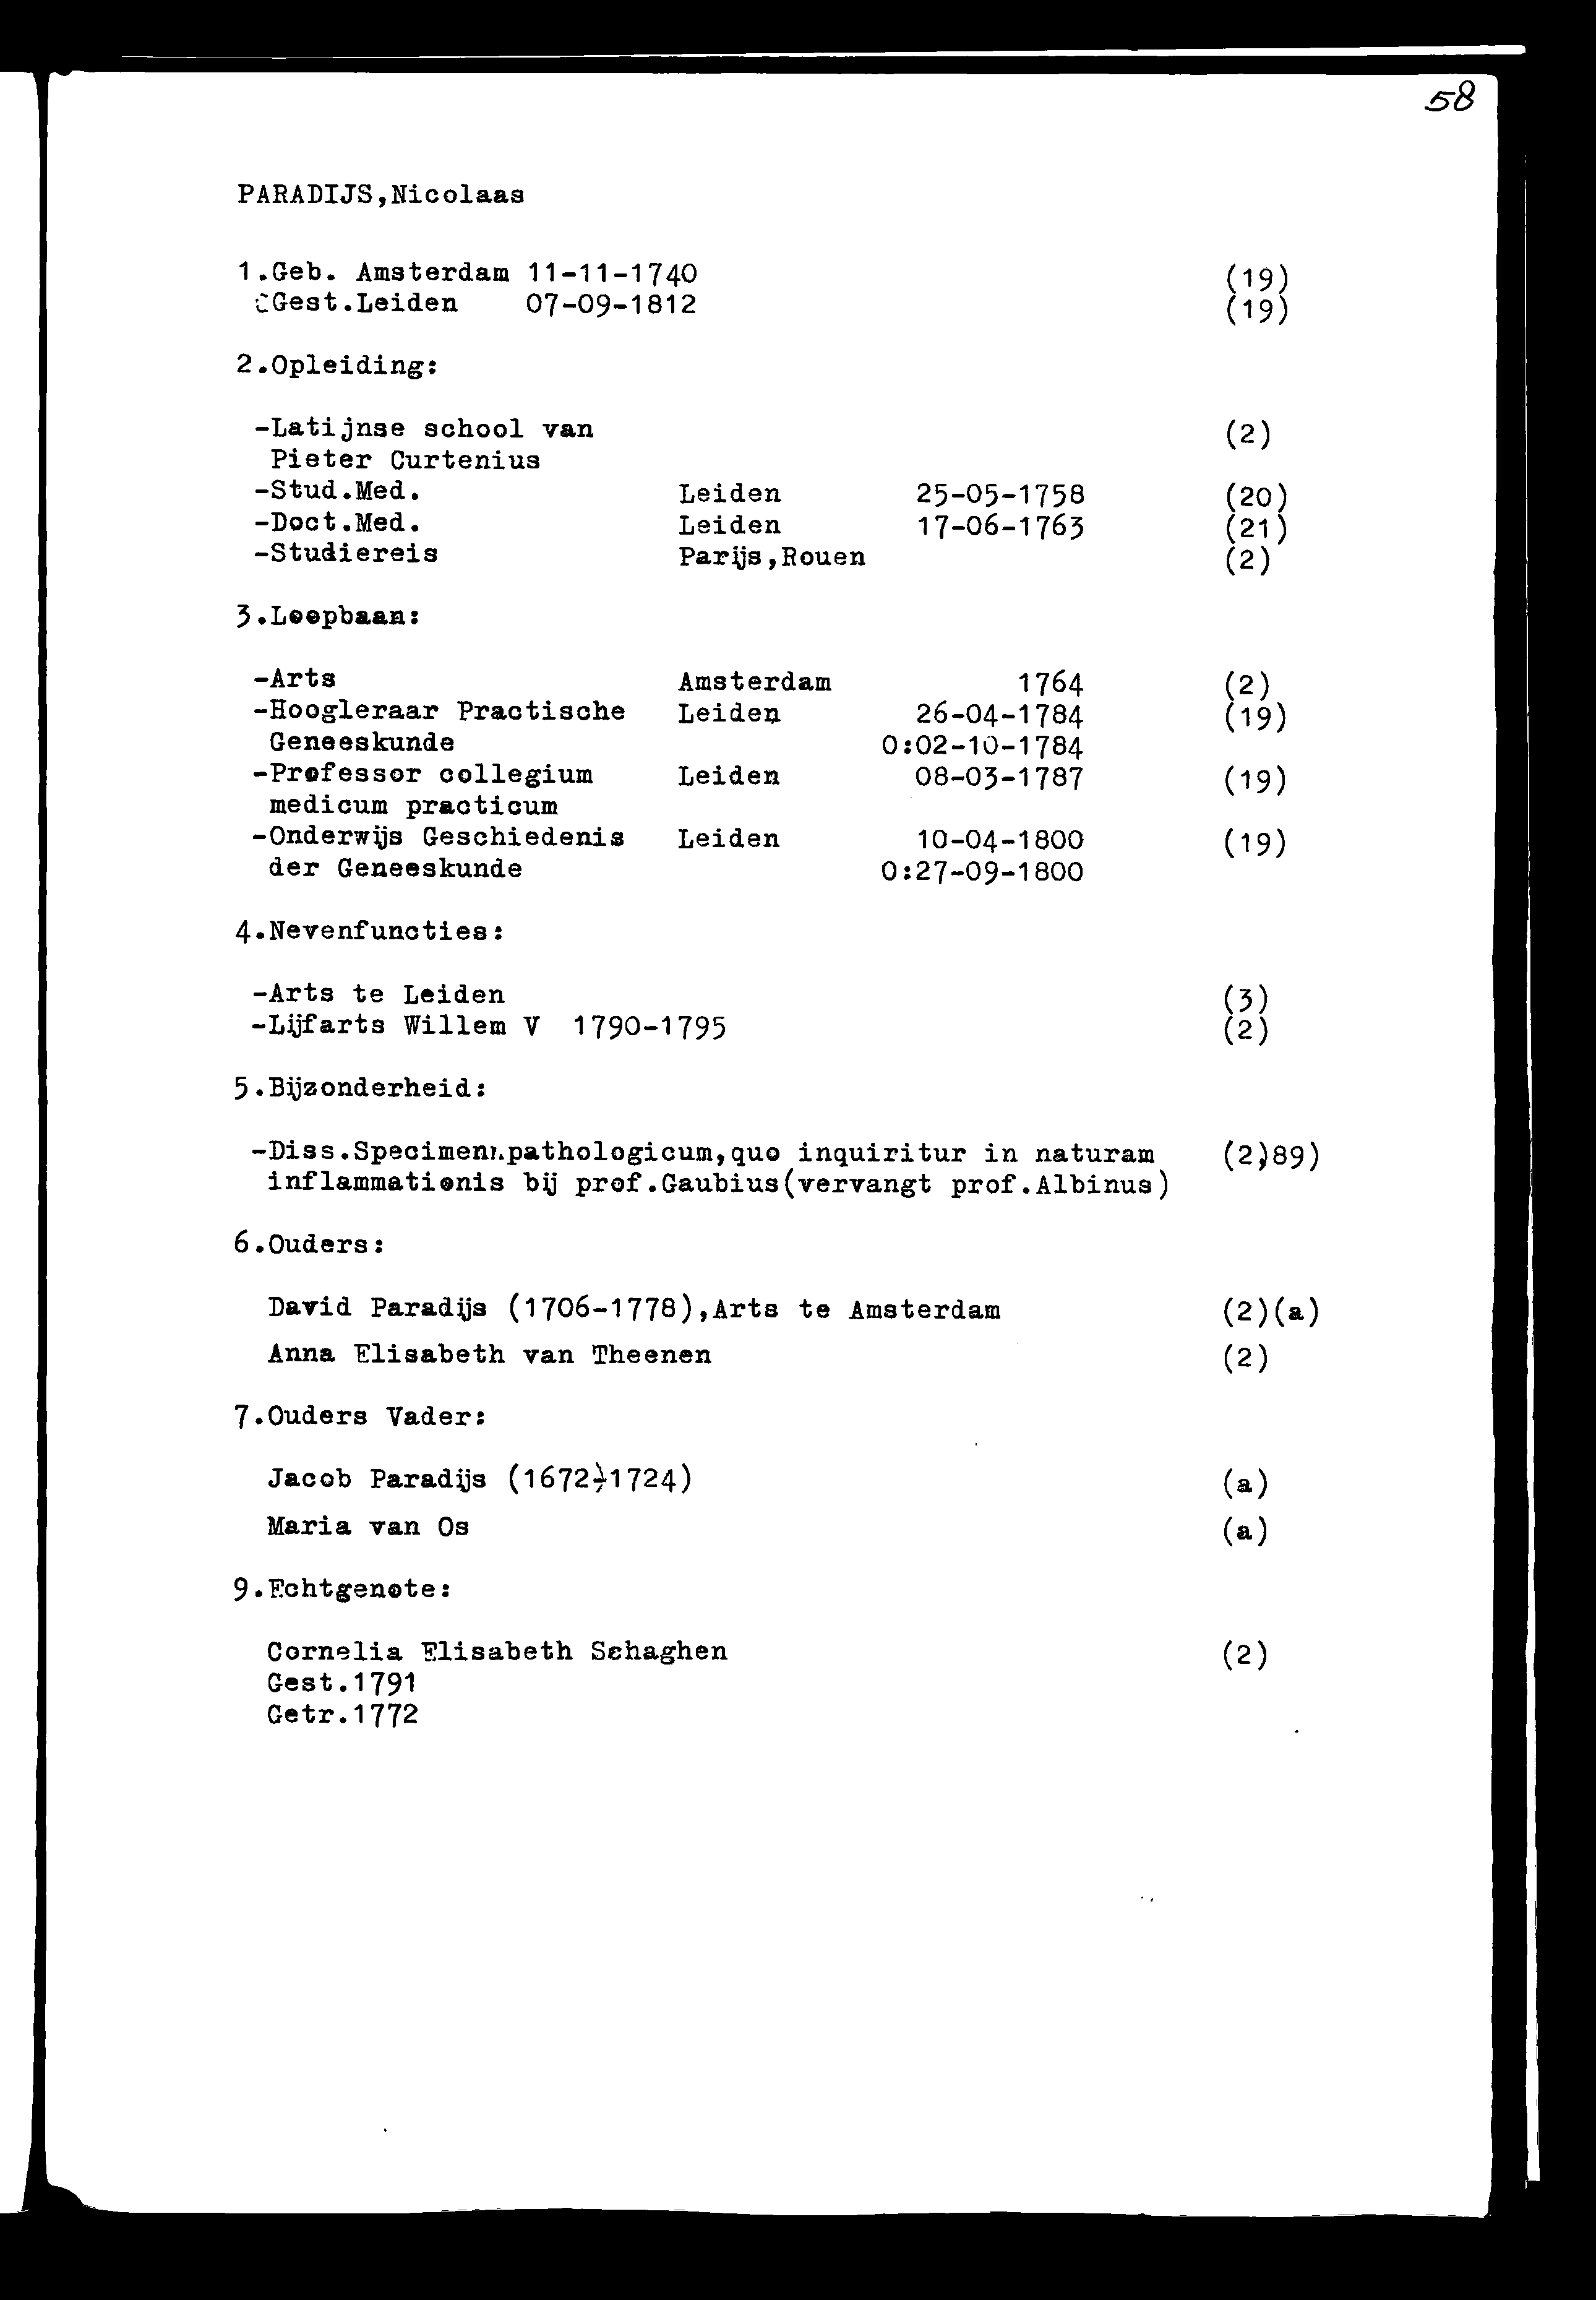 58
PARADIJS,Nicolaas
1.Geb. Amsterdam 11-11-1740 (19)
Gest.Leiden 07-09-1812 (19)
2.Opleiding:
-Latijnse school van (2)
Pieter Curtenius
-Stud.Med. Leiden 25-05-1758 (20)
-Doct.Med. Leiden 17-06-1763 (21)
-Studiereis Parijs,Rouen (2)
3.Loopbaan:
-Arts Amsterdam 1764 (2)
-Hoogleraar Practische Leiden 26-04-1784 (19)
Geneeskunde 0:02-10-1784
-Professor collegium Leiden 08-03-1787 (19)
medicum practicum
-Onderwijs Geschiedenis Leiden 10-04-1800 (19)
der Geneeskunde 0:27-09-1800
4.Nevenfuncties:
-Arts te Leiden (3)
-Lijfarts Willem V 1790-1795 (2)
5.Bijzonderheid:
-Diss.Specimen.pathologicum,quo inquiritur in naturam (2,89)
inflammationis bij prof.Gaubius(vervangt prof.Albinus)
6.Ouders:
David Paradijs (1706-1778),Arts te Amsterdam (2)(a)
Anna Elisabeth van Theenen (2)
7.Ouders Vader:
Jacob Paradijs (1672-1724) (a)
Maria van Os (a)
9.Echtgenote:
Cornelia Elisabeth Schaghen (2)
Gest.1791
Getr.1772